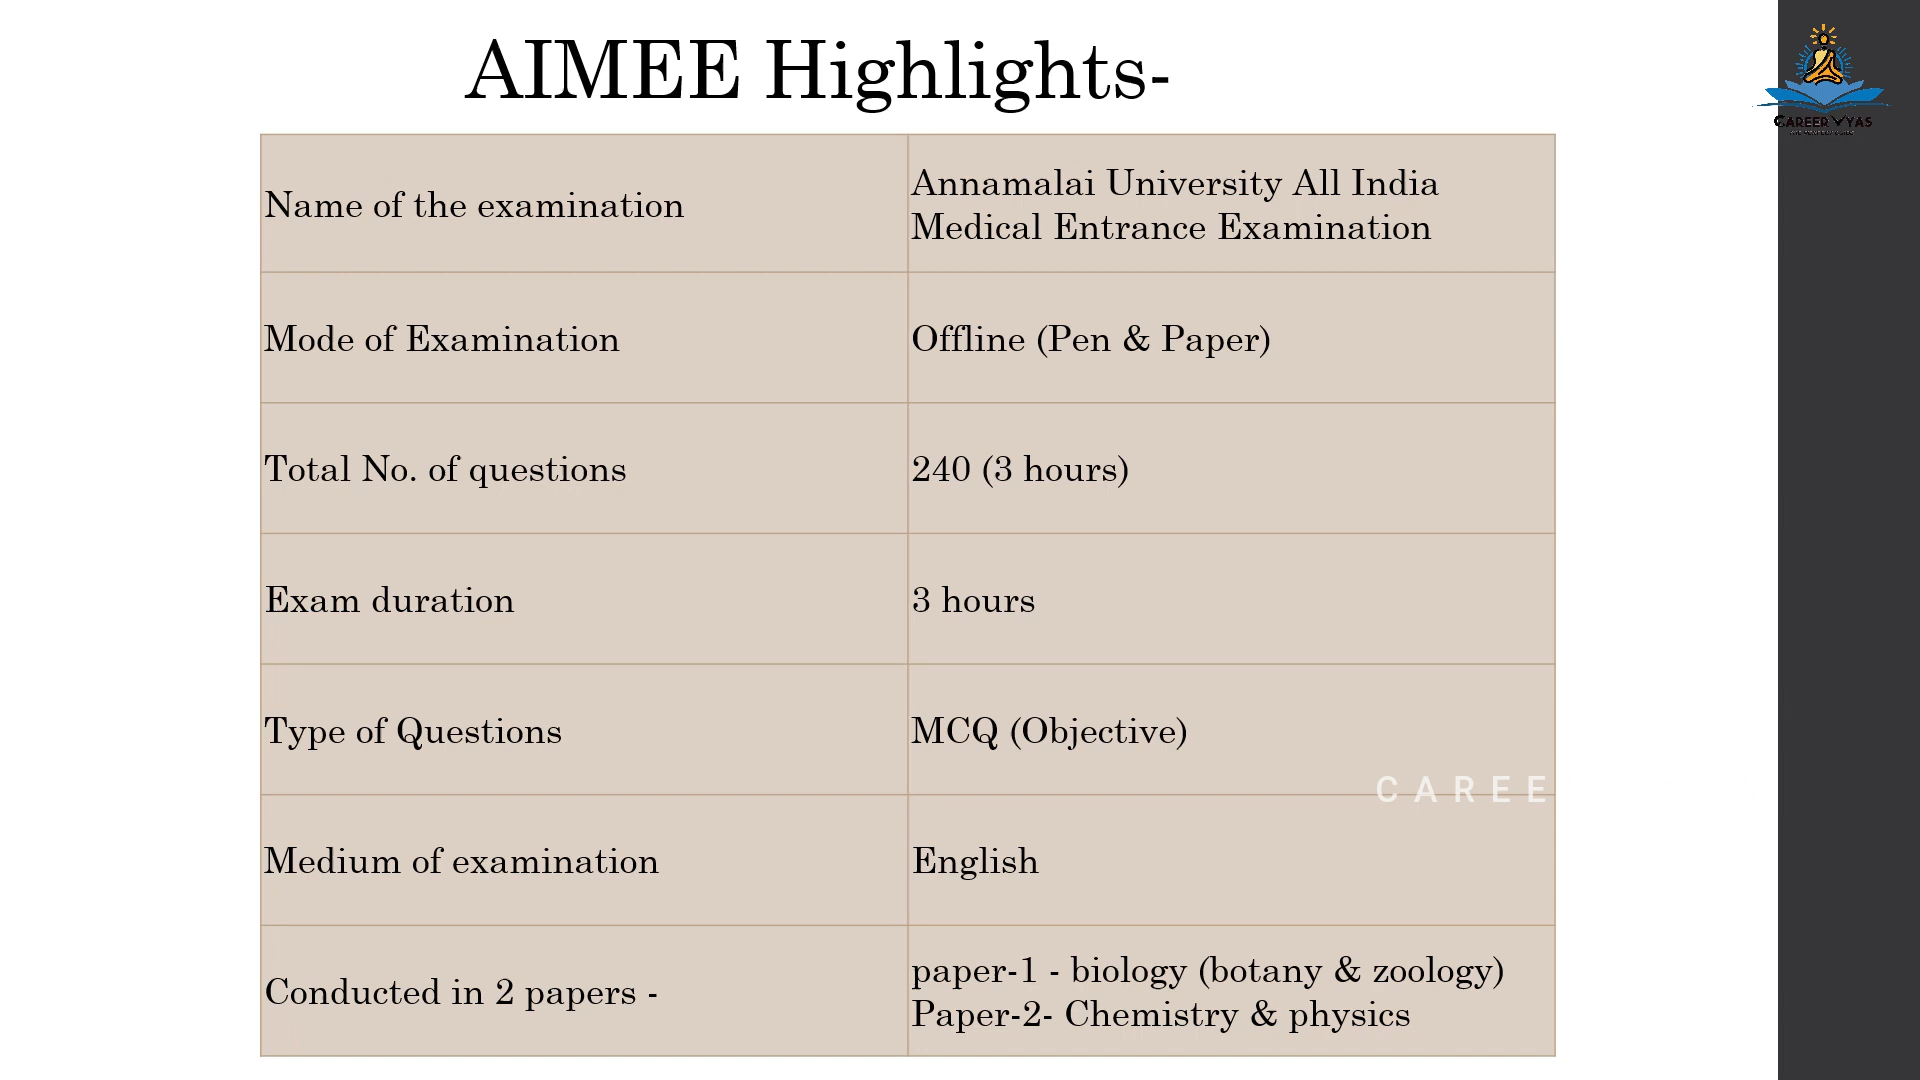 AIMEE Highlights-
CAREER VYAS
Name of the examination
Annamalai University All India
Medical Entrance Examination
Mode of Examination
Offline (Pen & Paper)
Total No. of questions
240 (3 hours)
Exam duration
3 hours
Type of Questions
MCQ (Objective)
CAREE
Medium of examination
English
Conducted in 2 papers -
paper-1 - biology (botany & zoology)
Paper-2- Chemistry & physics